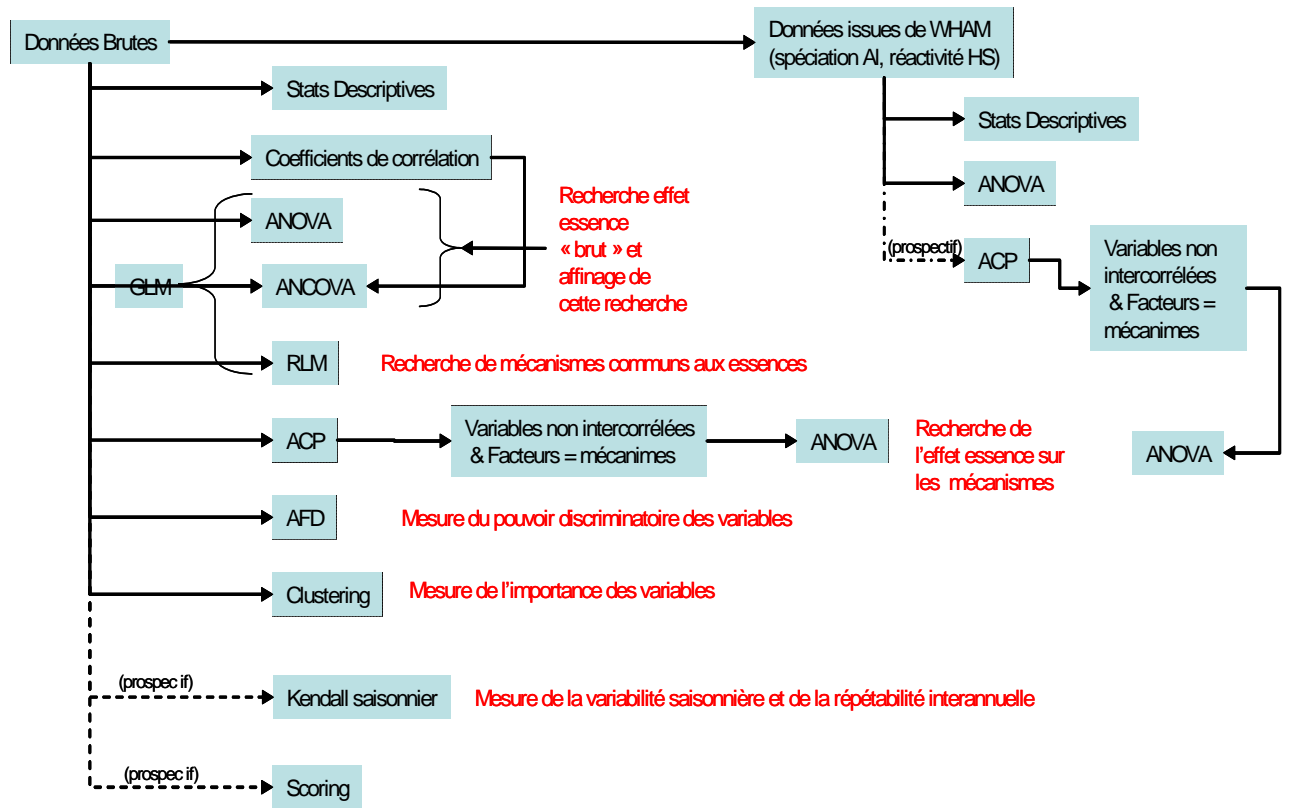 Données Brutes
Données issues de WHAM
(spéciation Al, réactivité HS)
Stats Descriptives
Stats Descriptives
Coefficients de corrélation
ANOVA
Recherche effet
essence
« brut » et
affinage de
cette recherche
ANOVA
GLM
ANCOVA
(prospectif)
ACP
Variables non
intercorrélées
& Facteurs =
mécanimes
RLM
Recherche de mécanismes communs aux essences
ACP
Variables non intercorrélées
& Facteurs = mécanimes
ANOVA
Recherche de
l'effet essence sur
les mécanismes
ANOVA
AFD
Mesure du pouvoir discriminatoire des variables
Clustering
Mesure de l'importance des variables
(prospec if)
Kendall saisonnier
Mesure de la variabilité saisonnière et de la répétabilité interannuelle
(prospec if)
Scoring